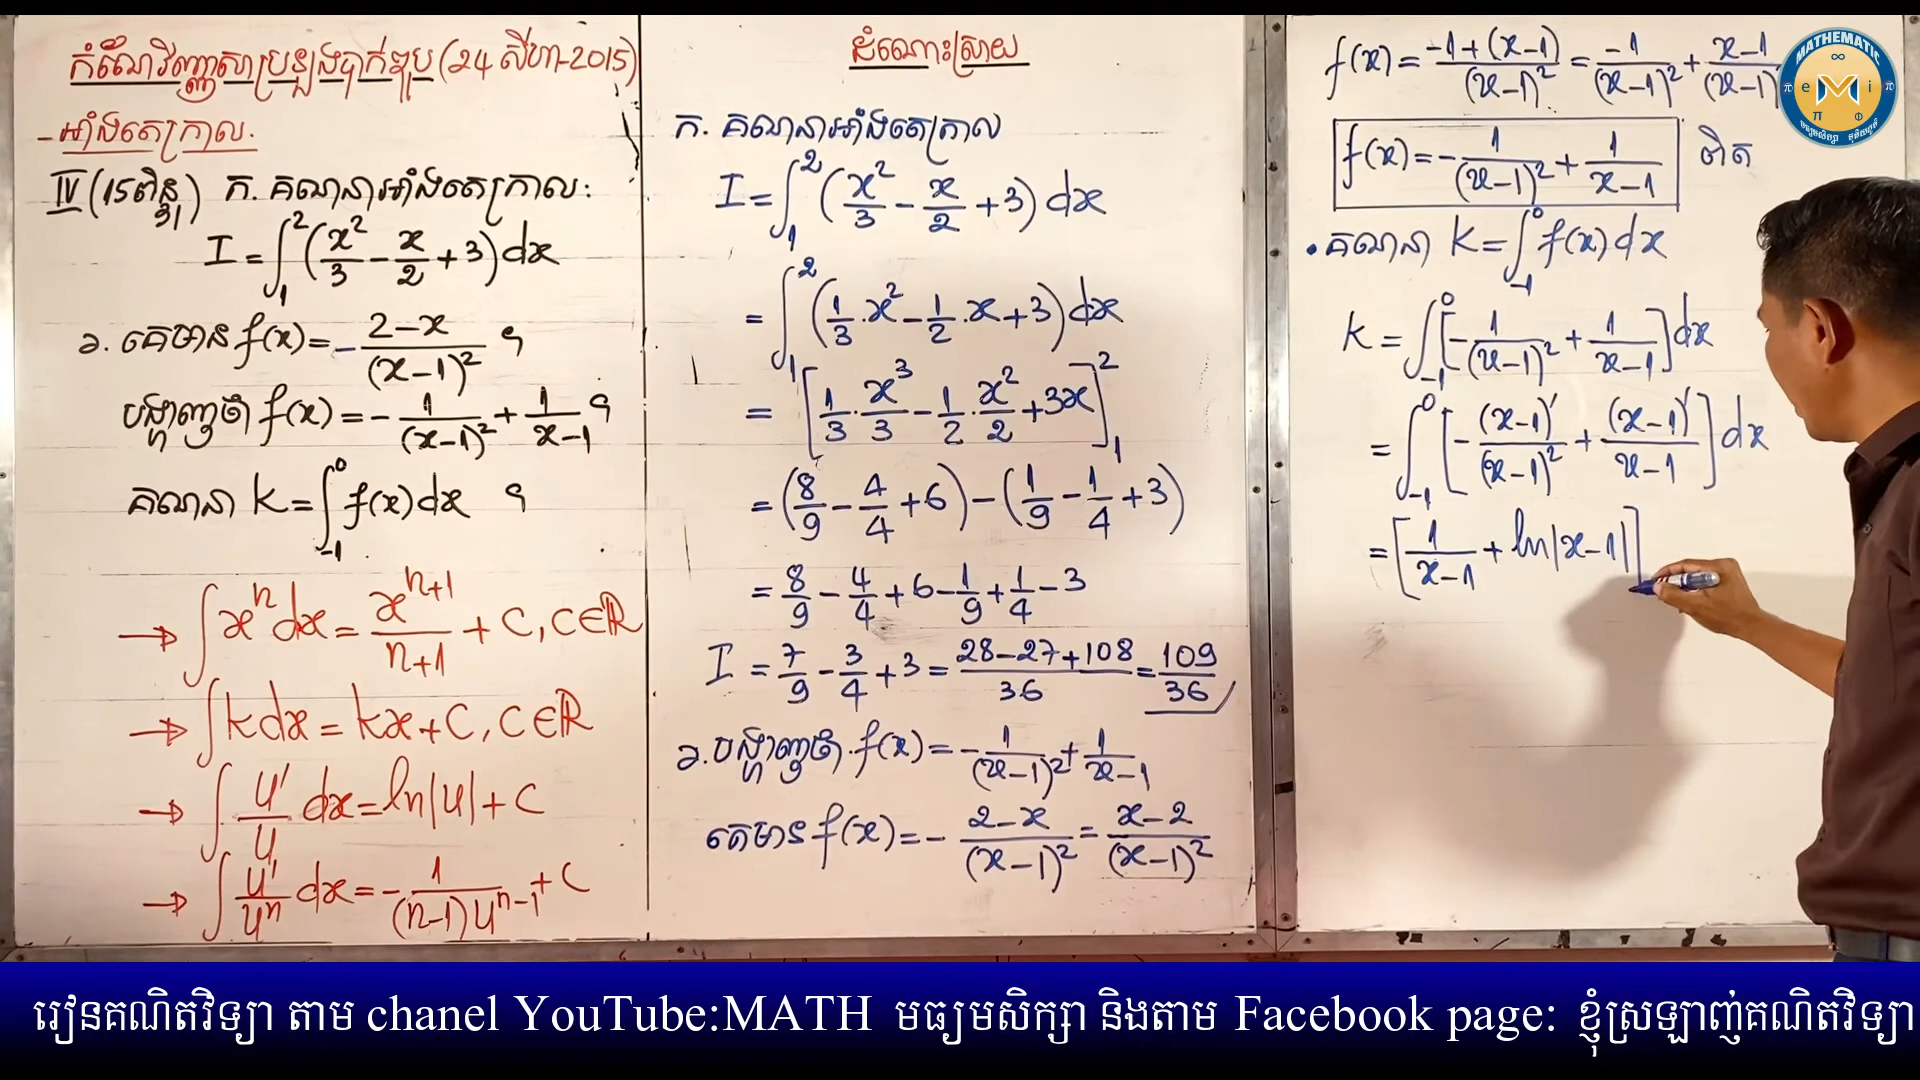 កំណែវិញ្ញាសាប្រឡងបាក់ឌុប (24 សីហា-2015)
- អាំងតេក្រាល.
IV (15ពិន្ទុ) ក. គណនាអាំងតេក្រាល:
I = ∫₁² (x²/3 - x/2 + 3) dx
ខ. គេមាន f(x) = - (2-x)/(x-1)² ។
បង្ហាញថា f(x) = - 1/(x-1)² + 1/(x-1) ។
គណនា K = ∫₋₁⁰ f(x) dx ។
→ ∫ xⁿ dx = xⁿ⁺¹/(n+1) + C, C∈ℝ
→ ∫ k dx = kx + C, C∈ℝ
→ ∫ u'/u dx = ln|u| + C
→ ∫ u'/uⁿ dx = - 1/((n-1)uⁿ⁻¹) + C
ដំណោះស្រាយ
ក. គណនាអាំងតេក្រាល
I = ∫₁² (x²/3 - x/2 + 3) dx
= ∫₁² (1/3 · x² - 1/2 · x + 3) dx
= [1/3 · x³/3 - 1/2 · x²/2 + 3x]₁²
= (8/9 - 4/4 + 6) - (1/9 - 1/4 + 3)
= 8/9 - 4/4 + 6 - 1/9 + 1/4 - 3
I = 7/9 - 3/4 + 3 = (28-27+108)/36 = 109/36
ខ. បង្ហាញថា f(x) = - 1/(x-1)² + 1/(x-1)
គេមាន f(x) = - (2-x)/(x-1)² = (x-2)/(x-1)²
f(x) = (-1+(x-1))/(x-1)² = -1/(x-1)² + (x-1)/(x-1)
f(x) = - 1/(x-1)² + 1/(x-1) ពិត
• គណនា K = ∫₋₁⁰ f(x) dx
K = ∫₋₁⁰ [- 1/(x-1)² + 1/(x-1)] dx
= ∫₋₁⁰ [- (x-1)'/(x-1)² + (x-1)'/(x-1)] dx
= [1/(x-1) + ln|x-1|]
MATHEMATIC
∞ π e i π π Φ
រៀនគណិតវិទ្យា តាម chanel YouTube:MATH មធ្យមសិក្សា និងតាម Facebook page: ខ្ញុំស្រឡាញ់គណិតវិទ្យា